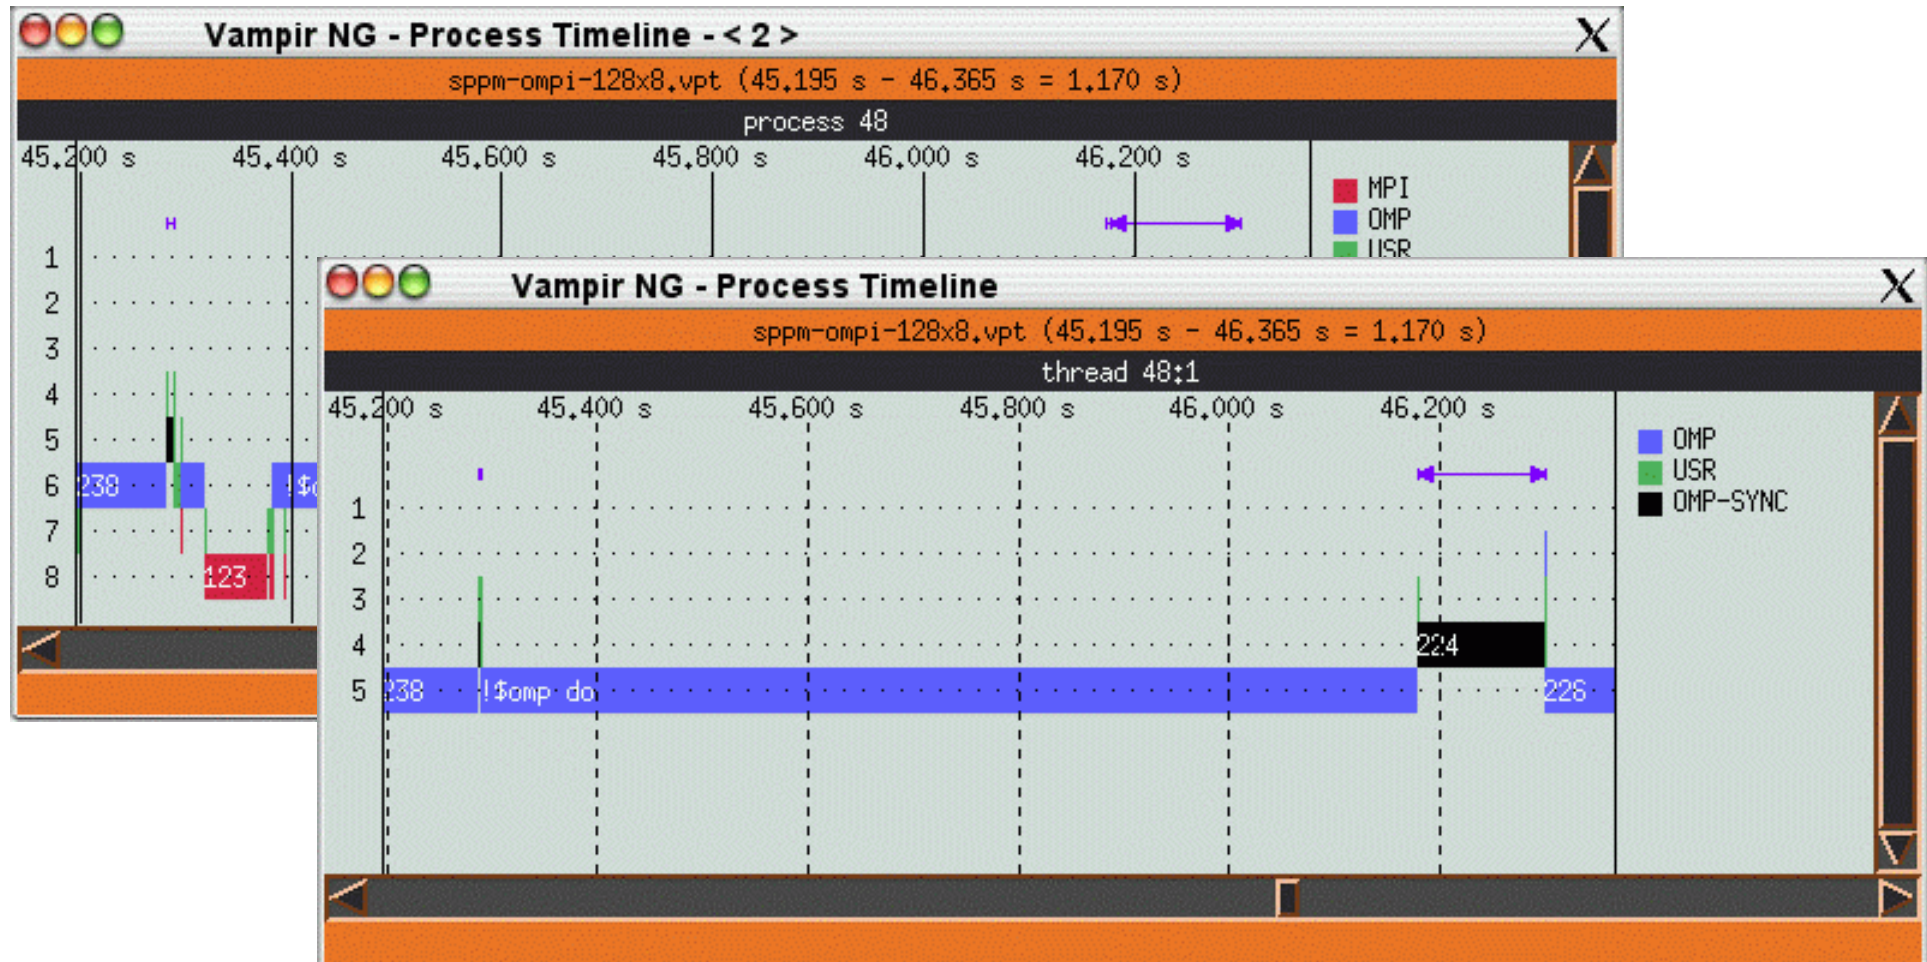 Vampir NG - Process Timeline - < 2 >
sppm-ompi-128x8.vpt (45.195 s - 46.365 s = 1.170 s)
process 48
45.200 s 45.400 s 45.600 s 45.800 s 46.000 s 46.200 s
MPI
OMP
USR
1
2
3
4
5
6 238 !$o
7
8 123
Vampir NG - Process Timeline
sppm-ompi-128x8.vpt (45.195 s - 46.365 s = 1.170 s)
thread 48:1
45.200 s 45.400 s 45.600 s 45.800 s 46.000 s 46.200 s
OMP
USR
OMP-SYNC
1
2
3
4 224
5 238 !$omp do 226